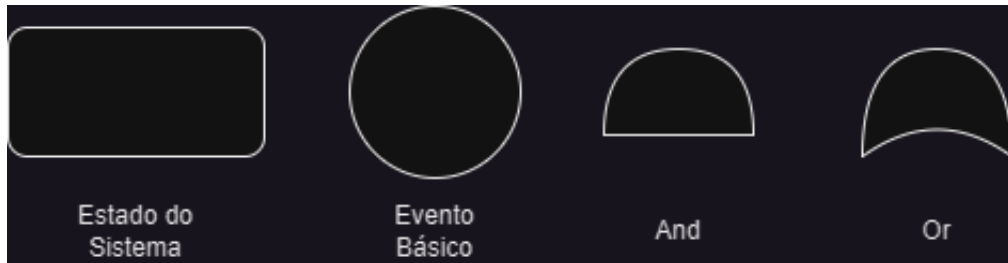 Estado do
Sistema
Evento
Básico
And
Or